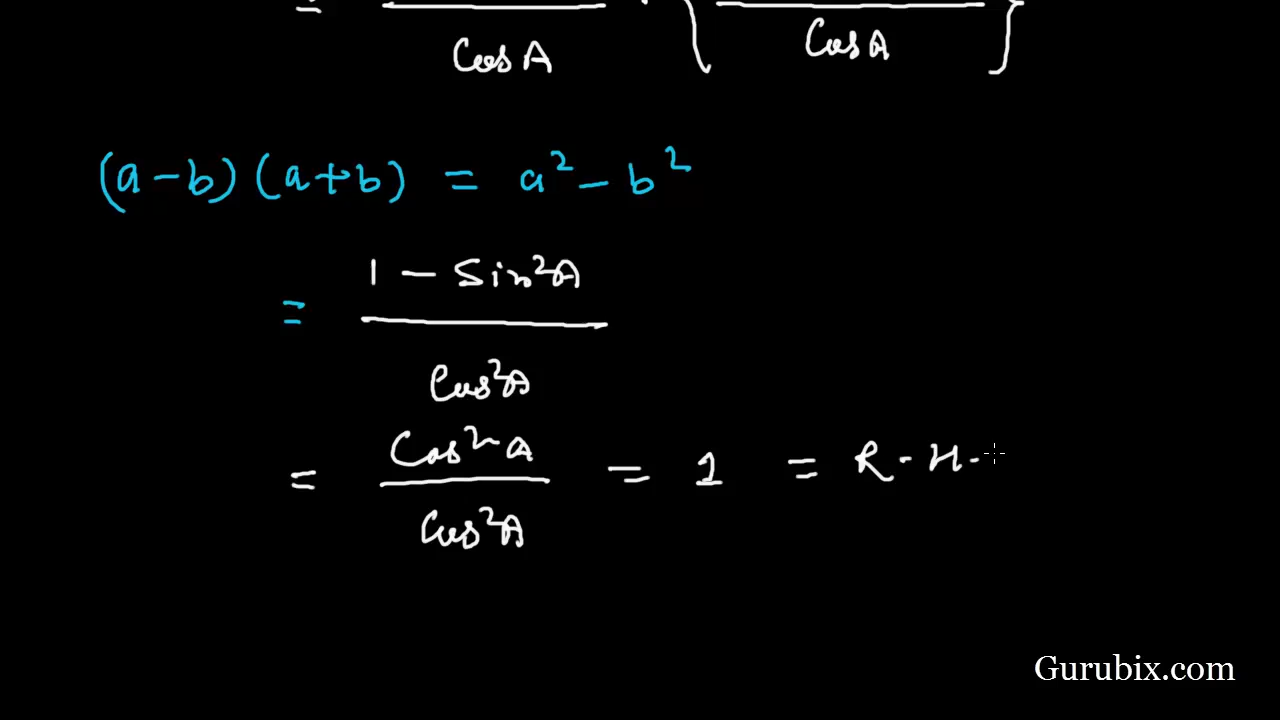 =
Cos A Cos A
(a - b) (a + b) = a² - b²
= 1 - Sin²A
Cos²A
= Cos²A = 1 = R.H.
Cos²A
Gurubix.com